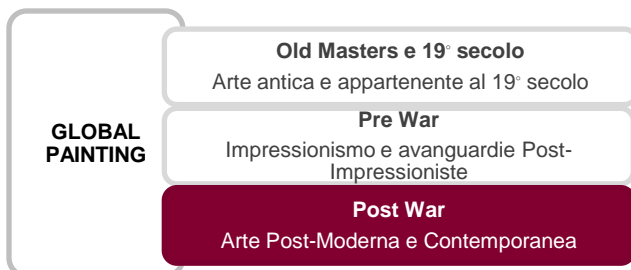 Old Masters e 19° secolo
Arte antica e appartenente al 19° secolo
GLOBAL
PAINTING
Pre War
Impressionismo e avanguardie Post-
Impressioniste
Post War
Arte Post-Moderna e Contemporanea